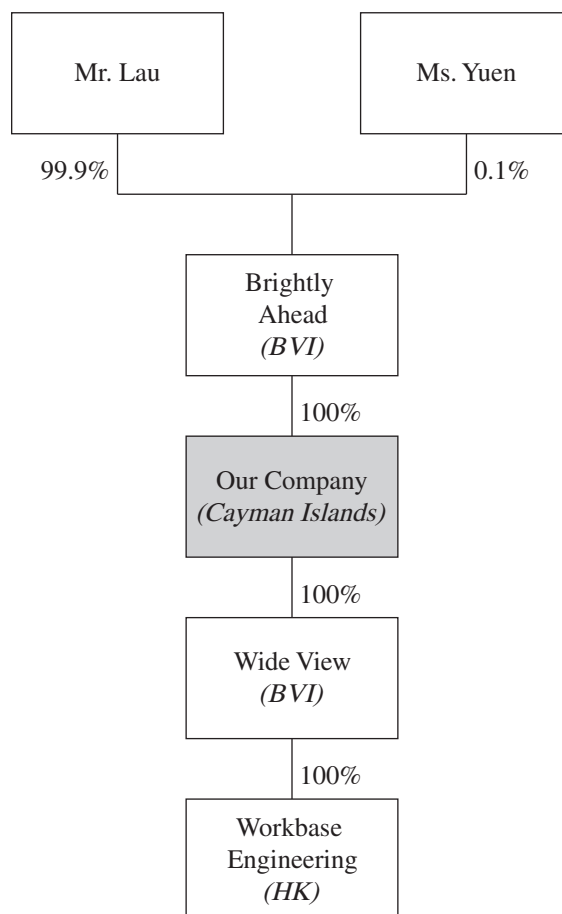 Mr. Lau
Ms. Yuen
99.9%
0.1%
Brightly
Ahead
(BVI)
100%
Our Company
(Cayman Islands)
100%
Wide View
(BVI)
100%
Workbase
Engineering
(HK)